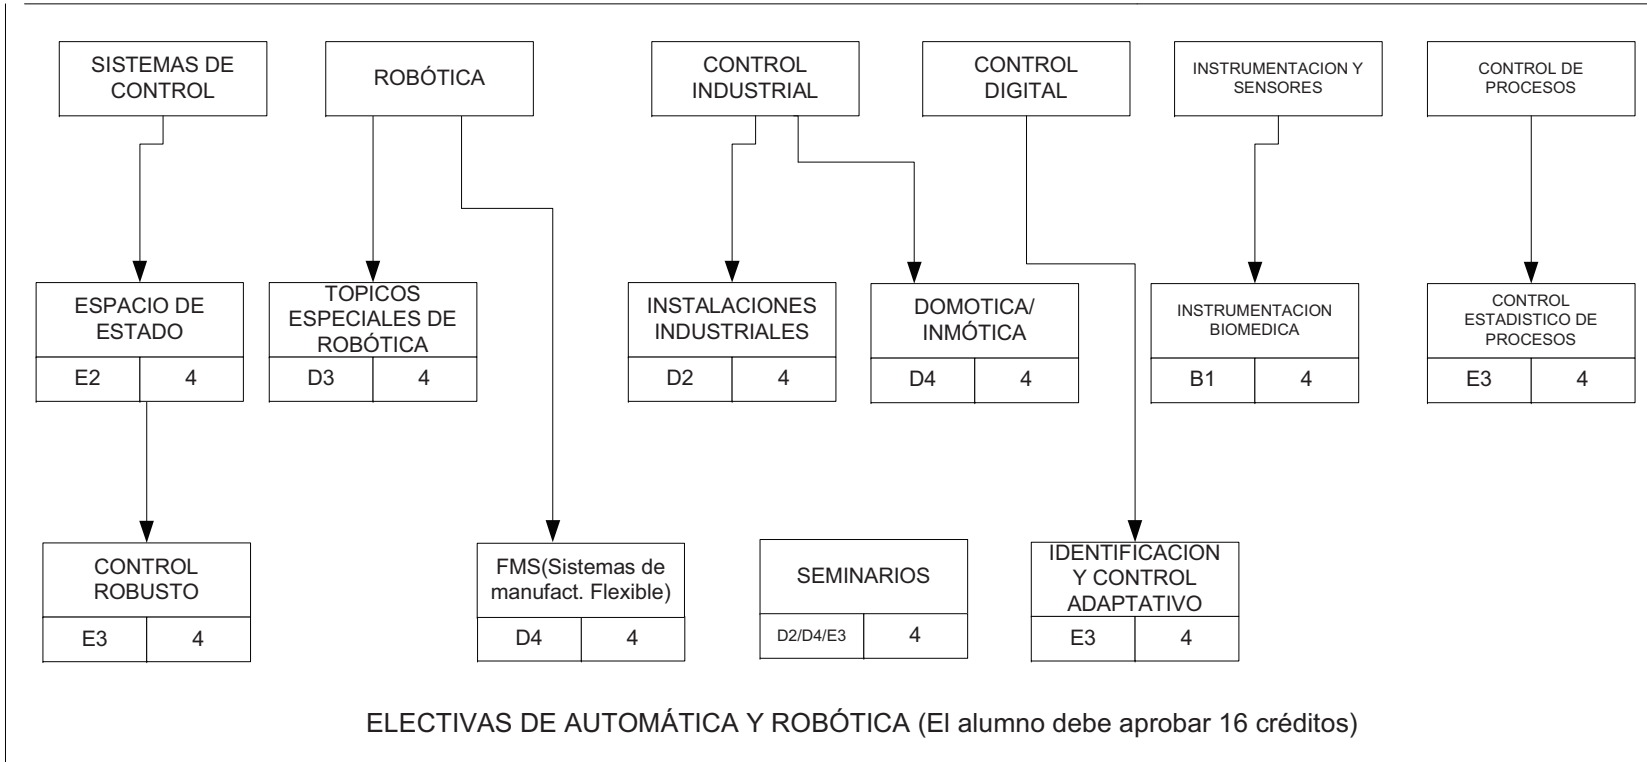 SISTEMAS DE
CONTROL
ROBÓTICA
CONTROL
INDUSTRIAL
CONTROL
DIGITAL
INSTRUMENTACION Y
SENSORES
CONTROL DE
PROCESOS
ESPACIO DE
ESTADO
E2 4
TOPICOS
ESPECIALES DE
ROBÓTICA
D3 4
INSTALACIONES
INDUSTRIALES
D2 4
DOMOTICA/
INMÓTICA
D4 4
INSTRUMENTACION
BIOMEDICA
B1 4
CONTROL
ESTADISTICO DE
PROCESOS
E3 4
CONTROL
ROBUSTO
E3 4
FMS(Sistemas de
manufact. Flexible)
D4 4
SEMINARIOS
D2/D4/E3 4
IDENTIFICACION
Y CONTROL
ADAPTATIVO
E3 4
ELECTIVAS DE AUTOMÁTICA Y ROBÓTICA (El alumno debe aprobar 16 créditos)